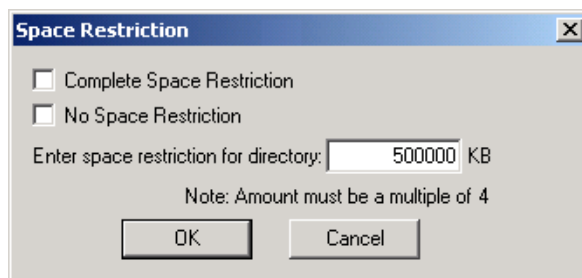 Space Restriction
Complete Space Restriction
No Space Restriction
Enter space restriction for directory: 500000 KB
Note: Amount must be a multiple of 4
OK Cancel